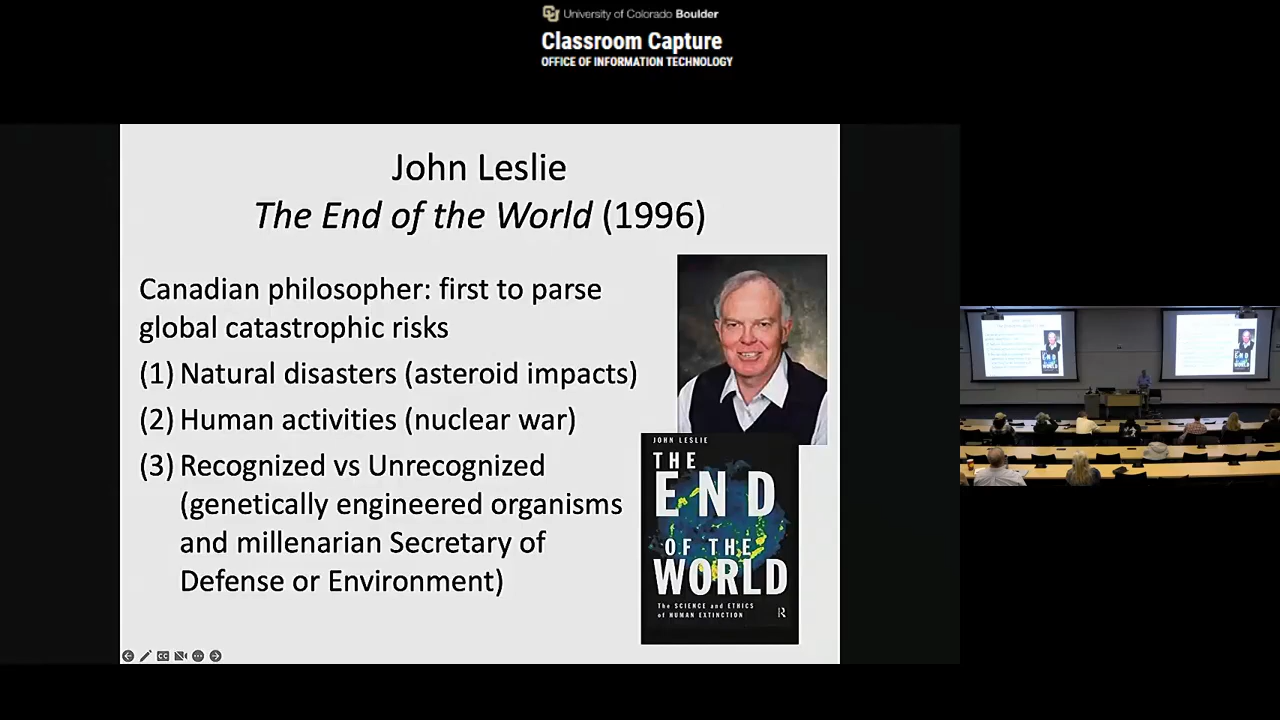 University of Colorado Boulder
Classroom Capture
OFFICE OF INFORMATION TECHNOLOGY
John Leslie
The End of the World (1996)
Canadian philosopher: first to parse
global catastrophic risks
(1) Natural disasters (asteroid impacts)
(2) Human activities (nuclear war)
(3) Recognized vs Unrecognized
(genetically engineered organisms
and millenarian Secretary of
Defense or Environment)
JOHN LESLIE
THE
END
OF THE
WORLD
The SCIENCE and ETHICS
of HUMAN EXTINCTION
R
CC